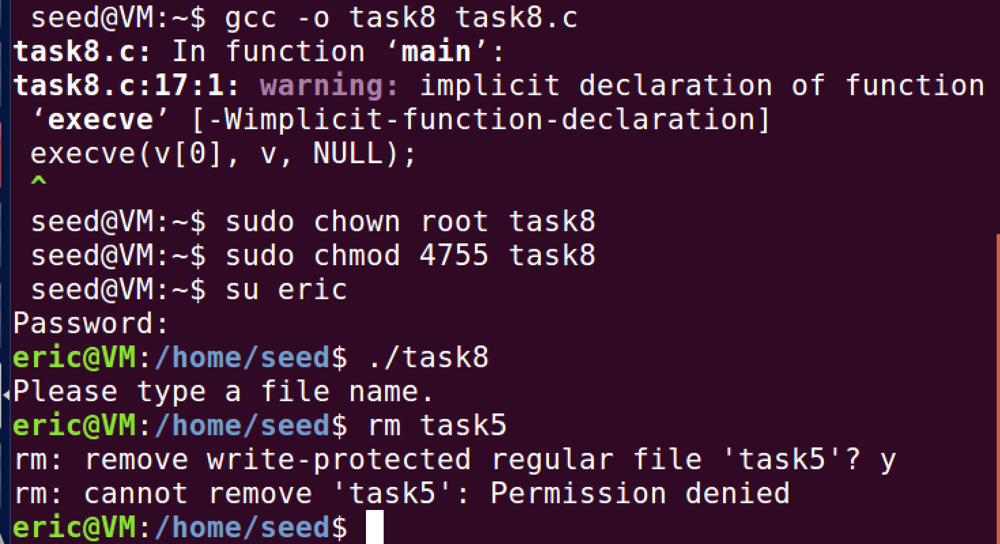 seed@VM:~$ gcc -o task8 task8.c
task8.c: In function ‘main’:
task8.c:17:1: warning: implicit declaration of function
‘execve’ [-Wimplicit-function-declaration]
execve(v[0], v, NULL);
^
seed@VM:~$ sudo chown root task8
seed@VM:~$ sudo chmod 4755 task8
seed@VM:~$ su eric
Password:
eric@VM:/home/seed$ ./task8
Please type a file name.
eric@VM:/home/seed$ rm task5
rm: remove write-protected regular file 'task5'? y
rm: cannot remove 'task5': Permission denied
eric@VM:/home/seed$